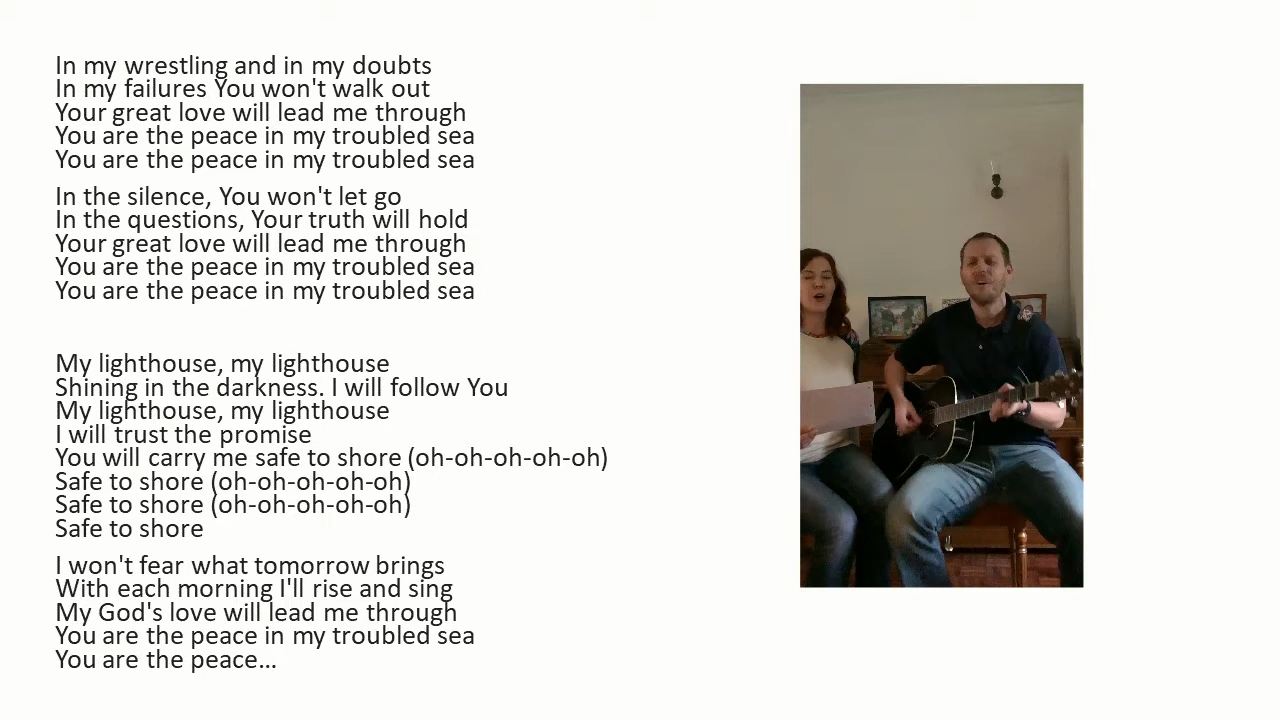 In my wrestling and in my doubts
In my failures You won't walk out
Your great love will lead me through
You are the peace in my troubled sea
You are the peace in my troubled sea
In the silence, You won't let go
In the questions, Your truth will hold
Your great love will lead me through
You are the peace in my troubled sea
You are the peace in my troubled sea
My lighthouse, my lighthouse
Shining in the darkness. I will follow You
My lighthouse, my lighthouse
I will trust the promise
You will carry me safe to shore (oh-oh-oh-oh-oh)
Safe to shore (oh-oh-oh-oh-oh)
Safe to shore (oh-oh-oh-oh-oh)
Safe to shore
I won't fear what tomorrow brings
With each morning I'll rise and sing
My God's love will lead me through
You are the peace in my troubled sea
You are the peace...